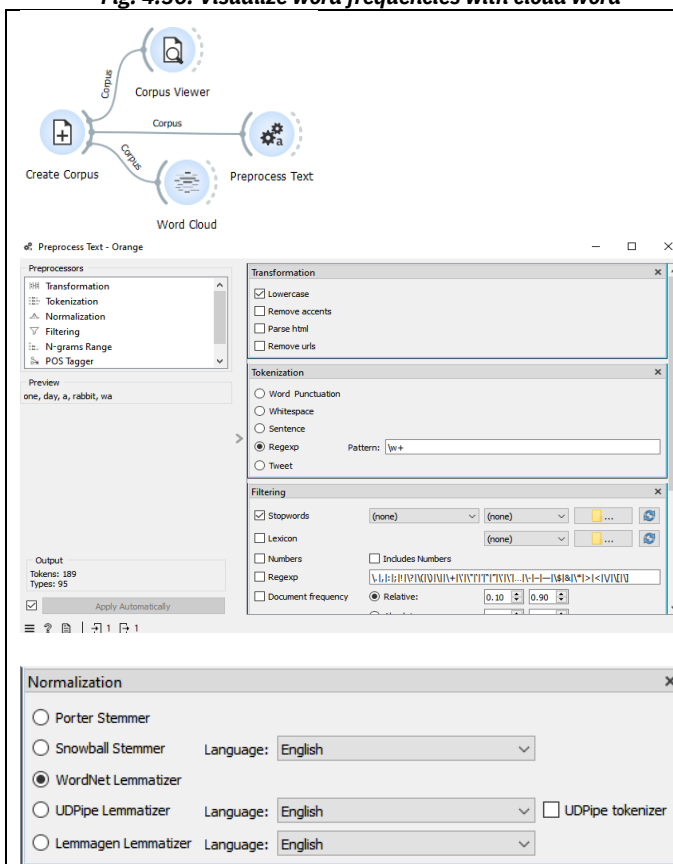 Fig. 4.30: Visualize word frequencies with cloud word
Corpus
Corpus Viewer
Corpus
Create Corpus
Corpus
Preprocess Text
Word Cloud
Preprocess Text - Orange
Preprocessors
Transformation
Tokenization
Normalization
Filtering
N-grams Range
POS Tagger
Preview
one, day, a, rabbit, wa
Output
Tokens: 189
Types: 95
Apply Automatically
1 1
Transformation
Lowercase
Remove accents
Parse html
Remove urls
Tokenization
Word Punctuation
Whitespace
Sentence
Regexp Pattern: \w+
Tweet
Filtering
Stopwords (none) (none) ...
Lexicon (none) ...
Numbers Includes Numbers
Regexp
Document frequency Relative: 0.10 0.90
Normalization
Porter Stemmer
Snowball Stemmer Language: English
WordNet Lemmatizer
UDPipe Lemmatizer Language: English UDPipe tokenizer
Lemmagen Lemmatizer Language: English